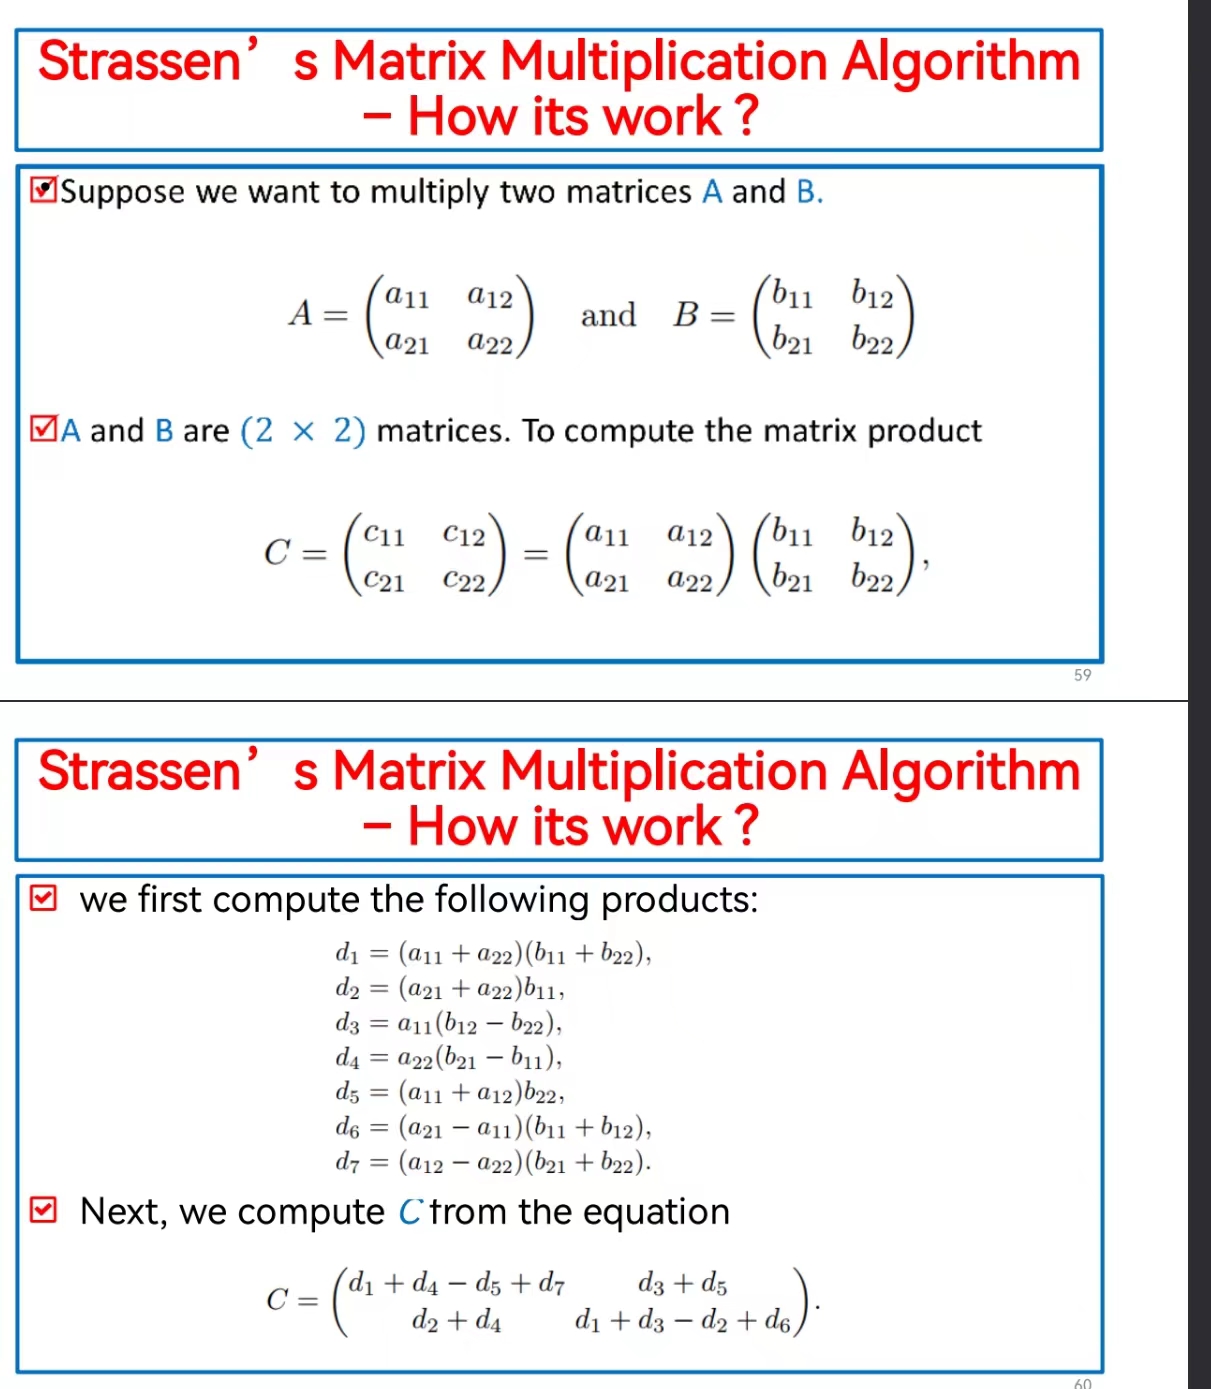 Strassen’ s Matrix Multiplication Algorithm
– How its work ?
Suppose we want to multiply two matrices A and B.
A = \begin{pmatrix} a_{11} & a_{12} \\ a_{21} & a_{22} \end{pmatrix} and B = \begin{pmatrix} b_{11} & b_{12} \\ b_{21} & b_{22} \end{pmatrix}
A and B are (2 × 2) matrices. To compute the matrix product
C = \begin{pmatrix} c_{11} & c_{12} \\ c_{21} & c_{22} \end{pmatrix} = \begin{pmatrix} a_{11} & a_{12} \\ a_{21} & a_{22} \end{pmatrix} \begin{pmatrix} b_{11} & b_{12} \\ b_{21} & b_{22} \end{pmatrix},
59
Strassen’ s Matrix Multiplication Algorithm
– How its work ?
we first compute the following products:
d_1 = (a_{11} + a_{22})(b_{11} + b_{22}),
d_2 = (a_{21} + a_{22})b_{11},
d_3 = a_{11}(b_{12} − b_{22}),
d_4 = a_{22}(b_{21} − b_{11}),
d_5 = (a_{11} + a_{12})b_{22},
d_6 = (a_{21} − a_{11})(b_{11} + b_{12}),
d_7 = (a_{12} − a_{22})(b_{21} + b_{22}).
Next, we compute C from the equation
C = \begin{pmatrix} d_1 + d_4 − d_5 + d_7 & d_3 + d_5 \\ d_2 + d_4 & d_1 + d_3 − d_2 + d_6 \end{pmatrix}.
60